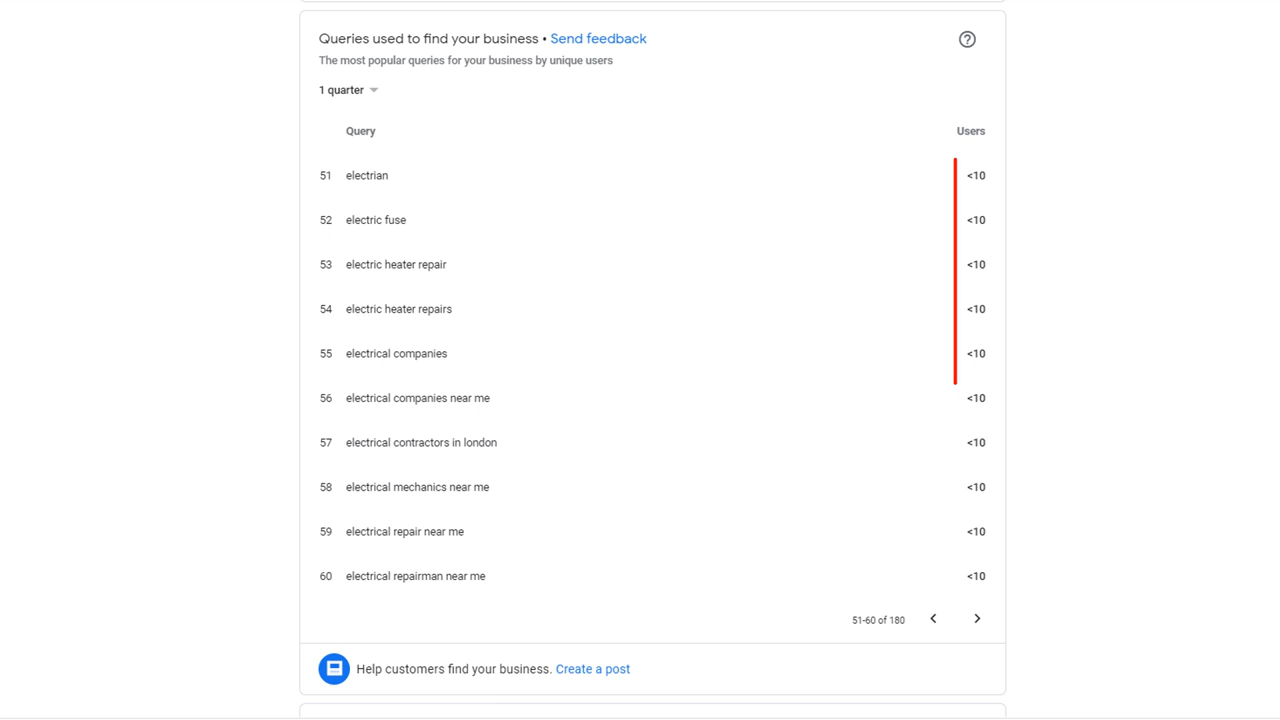 Queries used to find your business • Send feedback
The most popular queries for your business by unique users
1 quarter
Query Users
51 electrian <10
52 electric fuse <10
53 electric heater repair <10
54 electric heater repairs <10
55 electrical companies <10
56 electrical companies near me <10
57 electrical contractors in london <10
58 electrical mechanics near me <10
59 electrical repair near me <10
60 electrical repairman near me <10
51-60 of 180
Help customers find your business. Create a post